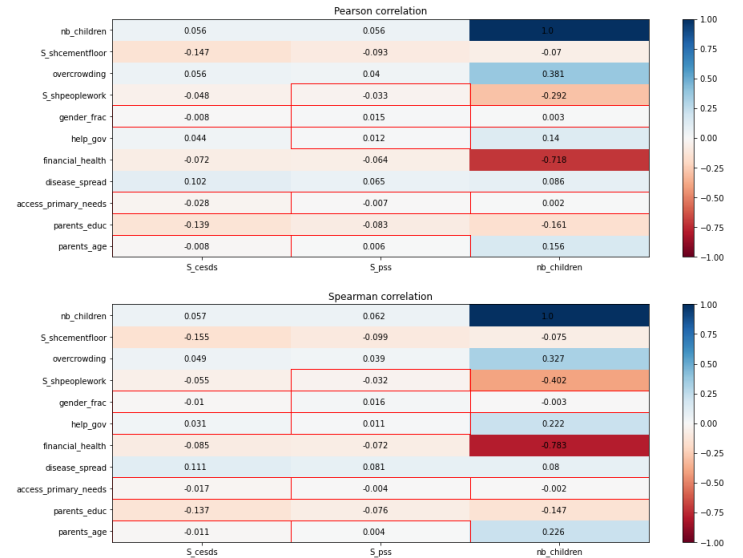 Pearson correlation
nb_children 0.056 0.056 1.0
S_shcementfloor -0.147 -0.093 -0.07
overcrowding 0.056 0.04 0.381
S_shpeoplework -0.048 -0.033 -0.292
gender_frac -0.008 0.015 0.003
help_gov 0.044 0.012 0.14
financial_health -0.072 -0.064 -0.718
disease_spread 0.102 0.065 0.086
access_primary_needs -0.028 -0.007 0.002
parents_educ -0.139 -0.083 -0.161
parents_age -0.008 0.006 0.156
S_cesds S_pss nb_children
1.00
0.75
0.50
0.25
0.00
−0.25
−0.50
−0.75
−1.00
Spearman correlation
nb_children 0.057 0.062 1.0
S_shcementfloor -0.155 -0.099 -0.075
overcrowding 0.049 0.039 0.327
S_shpeoplework -0.055 -0.032 -0.402
gender_frac -0.01 0.016 -0.003
help_gov 0.031 0.011 0.222
financial_health -0.085 -0.072 -0.783
disease_spread 0.111 0.081 0.08
access_primary_needs -0.017 -0.004 -0.002
parents_educ -0.137 -0.076 -0.147
parents_age -0.011 0.004 0.226
S_cesds S_pss nb_children
1.00
0.75
0.50
0.25
0.00
−0.25
−0.50
−0.75
−1.00